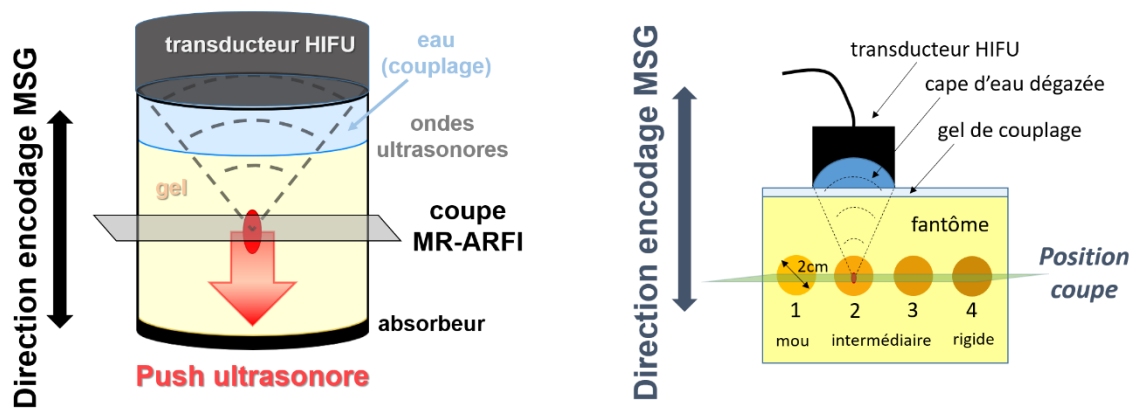 Direction encodage MSG
transducteur HIFU
eau
(couplage)
ondes
ultrasonores
gel
coupe
MR-ARFI
absorbeur
Push ultrasonore
Direction encodage MSG
transducteur HIFU
cape d’eau dégazée
gel de couplage
fantôme
2cm
Position
coupe
1 2 3 4
mou intermédiaire rigide